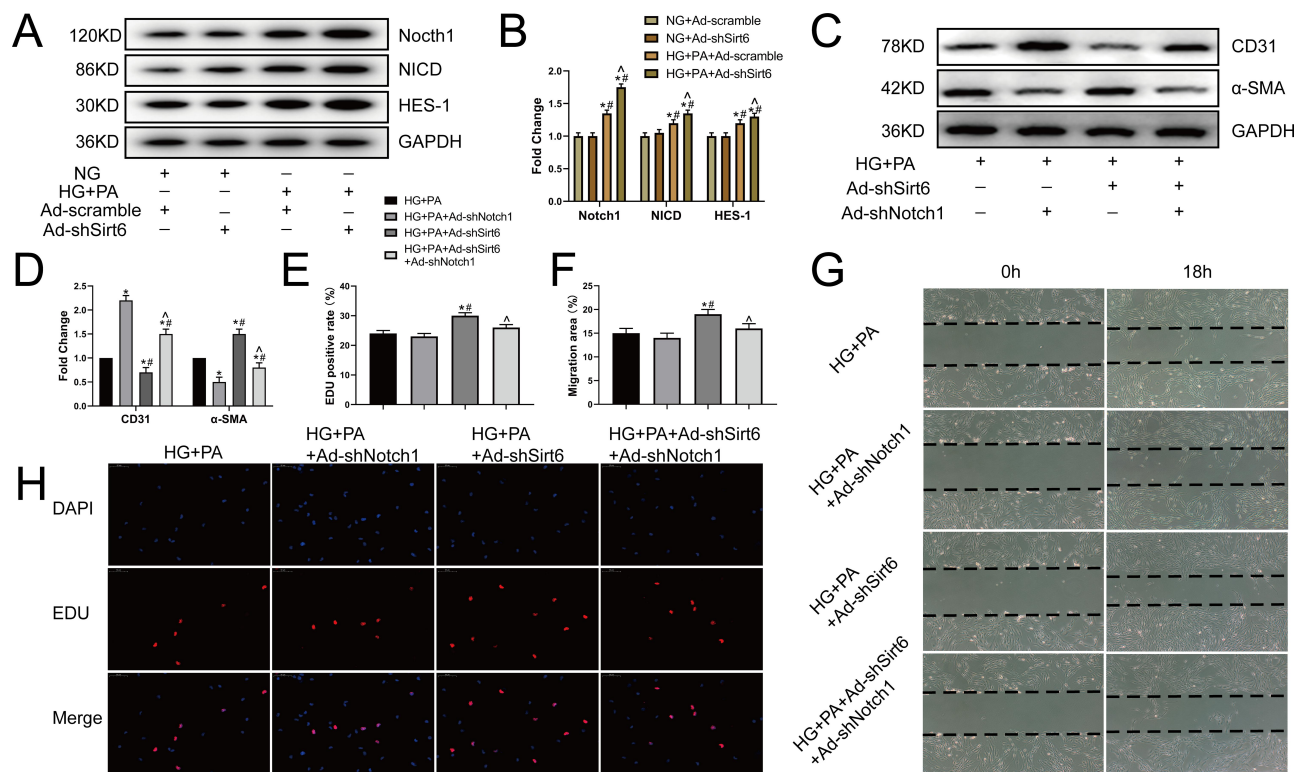 A
120KD
Nocth1
86KD
NICD
30KD
HES-1
36KD
GAPDH
NG + + − −
HG+PA − − + +
Ad-scramble + − + −
Ad-shSirt6 − + − +
B
NG+Ad-scramble
NG+Ad-shSirt6
HG+PA+Ad-scramble
HG+PA+Ad-shSirt6
Fold Change
2.0
1.5
1.0
0.5
0.0
*# ^ *# *# ^ *# *# ^ *#
Notch1 NICD HES-1
C
78KD
CD31
42KD
α-SMA
36KD
GAPDH
HG+PA + + + +
Ad-shSirt6 − − + +
Ad-shNotch1 − + − +
HG+PA
HG+PA+Ad-shNotch1
HG+PA+Ad-shSirt6
HG+PA+Ad-shSirt6
+Ad-shNotch1
D
Fold Change
2.5
2.0
1.5
1.0
0.5
0.0
* *# ^ *# * *# ^ *#
CD31 α-SMA
E
EDU positive rate (%)
40
30
20
10
0
*# ^
F
Migration area (%)
25
20
15
10
5
0
*# ^
G
0h 18h
HG+PA
HG+PA
+Ad-shNotch1
HG+PA
+Ad-shSirt6
HG+PA+Ad-shSirt6
+Ad-shNotch1
H
HG+PA
HG+PA
+Ad-shNotch1
HG+PA
+Ad-shSirt6
HG+PA+Ad-shSirt6
+Ad-shNotch1
DAPI
EDU
Merge